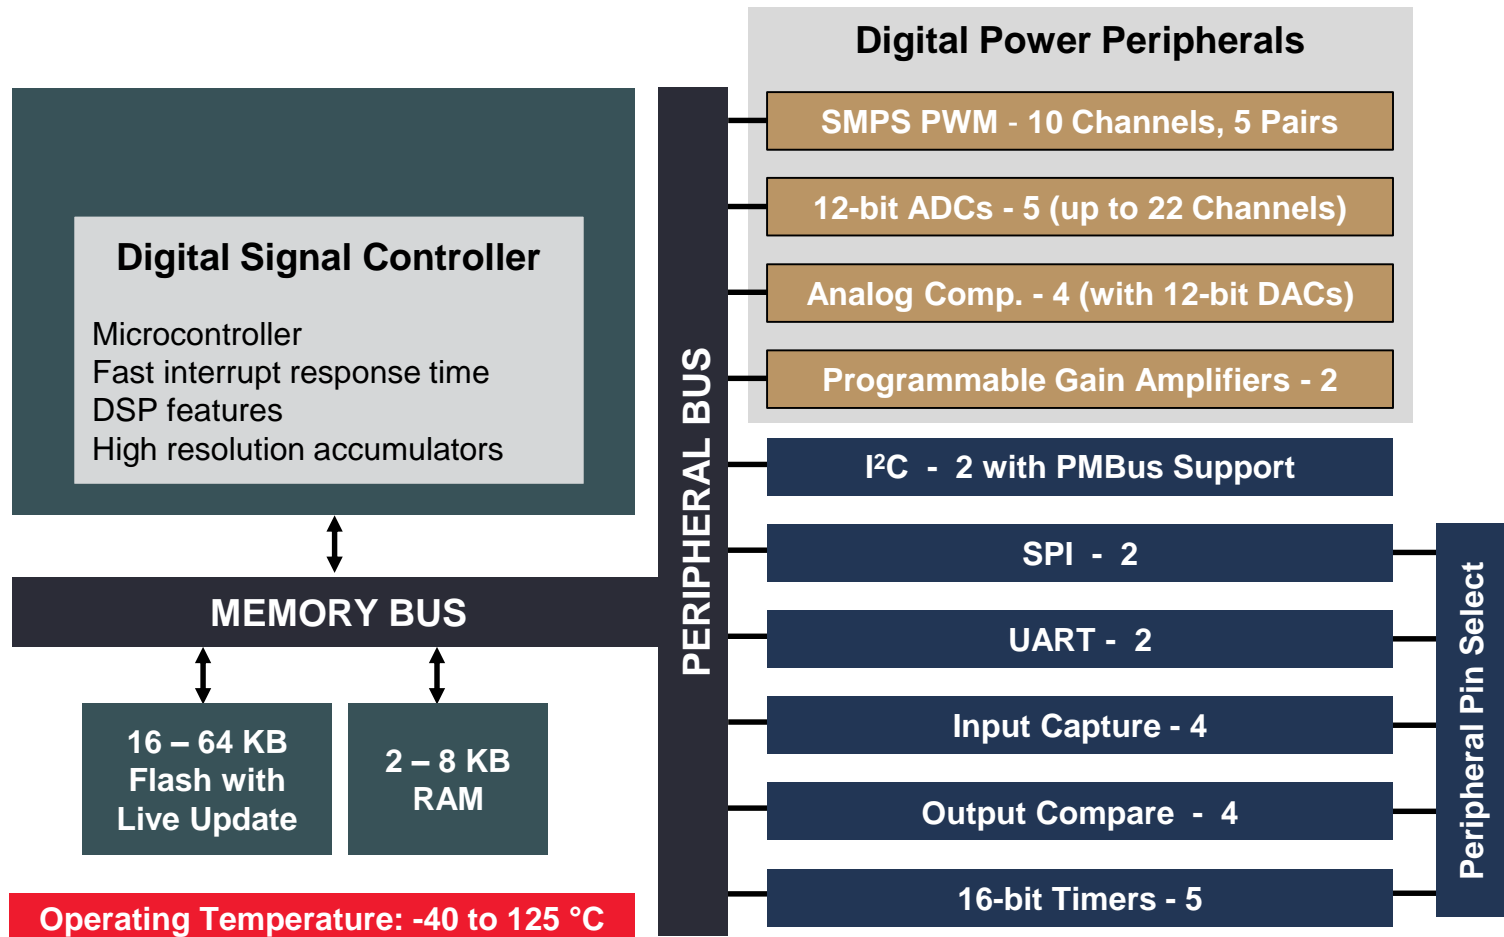 Digital Power Peripherals
SMPS PWM - 10 Channels, 5 Pairs
12-bit ADCs - 5 (up to 22 Channels)
Analog Comp. - 4 (with 12-bit DACs)
Programmable Gain Amplifiers - 2
Digital Signal Controller
Microcontroller
Fast interrupt response time
DSP features
High resolution accumulators
PERIPHERAL BUS
I²C - 2 with PMBus Support
SPI - 2
UART - 2
Input Capture - 4
Output Compare - 4
16-bit Timers - 5
Peripheral Pin Select
MEMORY BUS
16 – 64 KB
Flash with
Live Update
2 – 8 KB
RAM
Operating Temperature: -40 to 125 °C